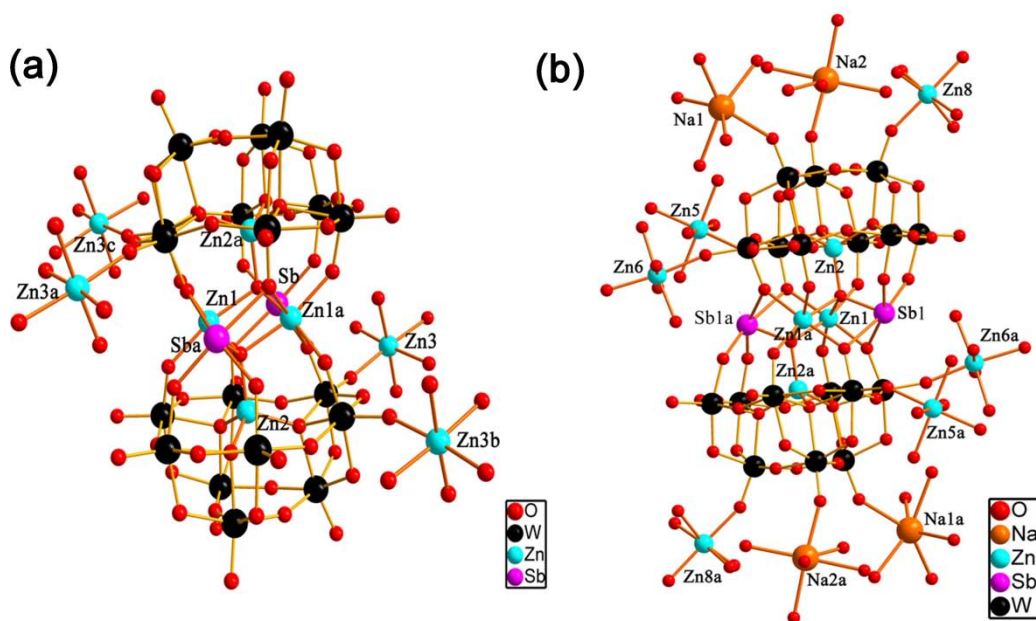 (a)
Zn3c
Zn3a
Zn2a
Sb
Zn1
Zn1a
Sba
Zn3
Zn2
Zn3b
O
W
Zn
Sb
(b)
Na2
Na1
Zn8
Zn5
Zn6
Zn2
Sb1a
Zn1a
Zn1
Sb1
Zn6a
Zn2a
Zn5a
Na1a
Zn8a
Na2a
O
Na
Zn
Sb
W